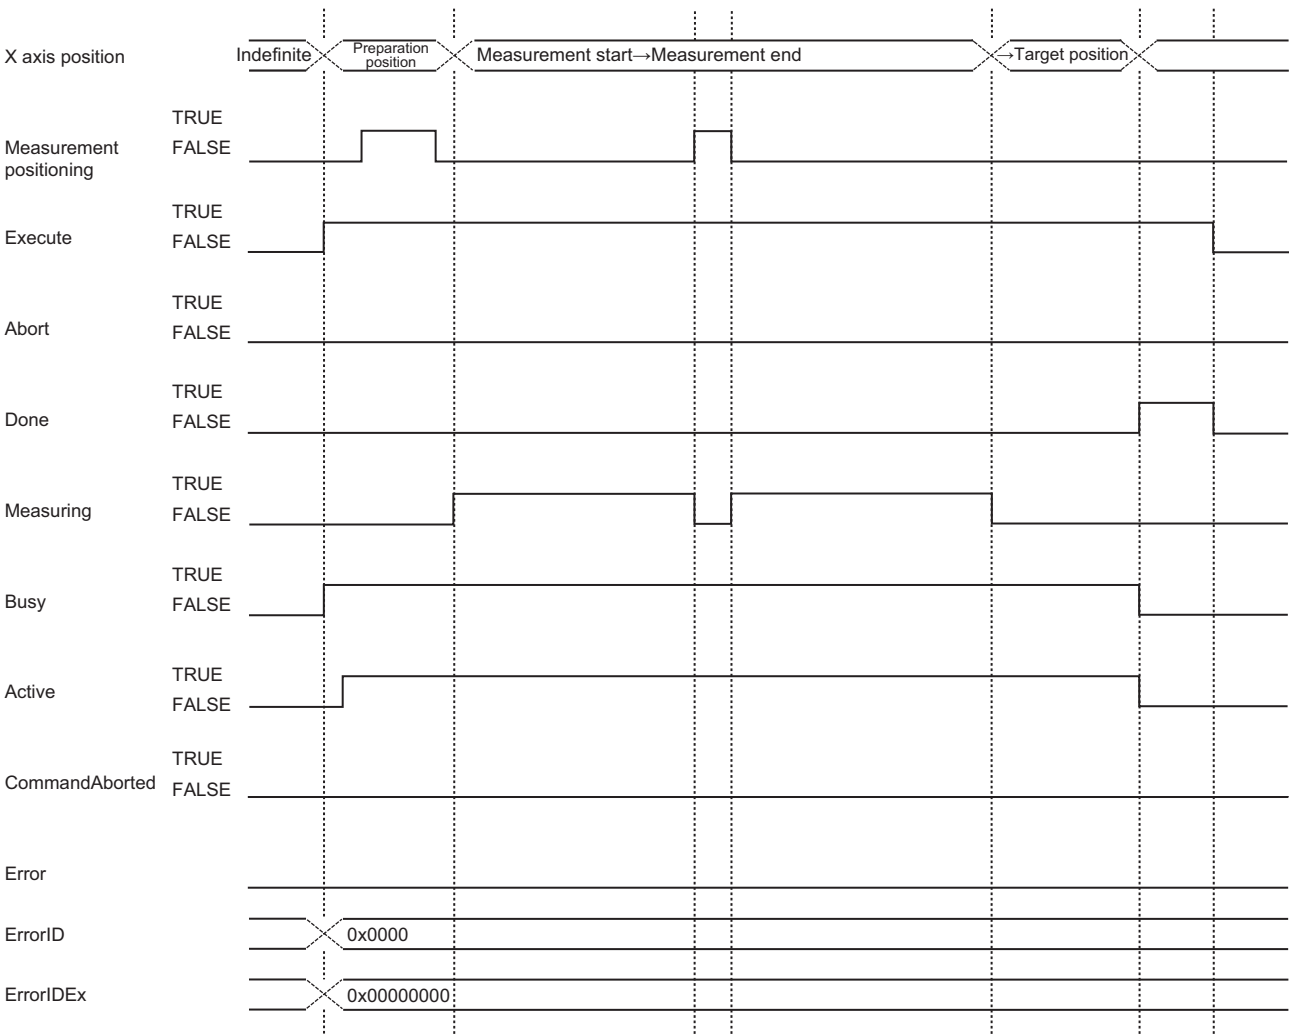 X axis position
Indefinite
Preparation
position
Measurement start→Measurement end
→Target position
Measurement
positioning
TRUE
FALSE
Execute
TRUE
FALSE
Abort
TRUE
FALSE
Done
TRUE
FALSE
Measuring
TRUE
FALSE
Busy
TRUE
FALSE
Active
TRUE
FALSE
CommandAborted
TRUE
FALSE
Error
ErrorID
0x0000
ErrorIDEx
0x00000000